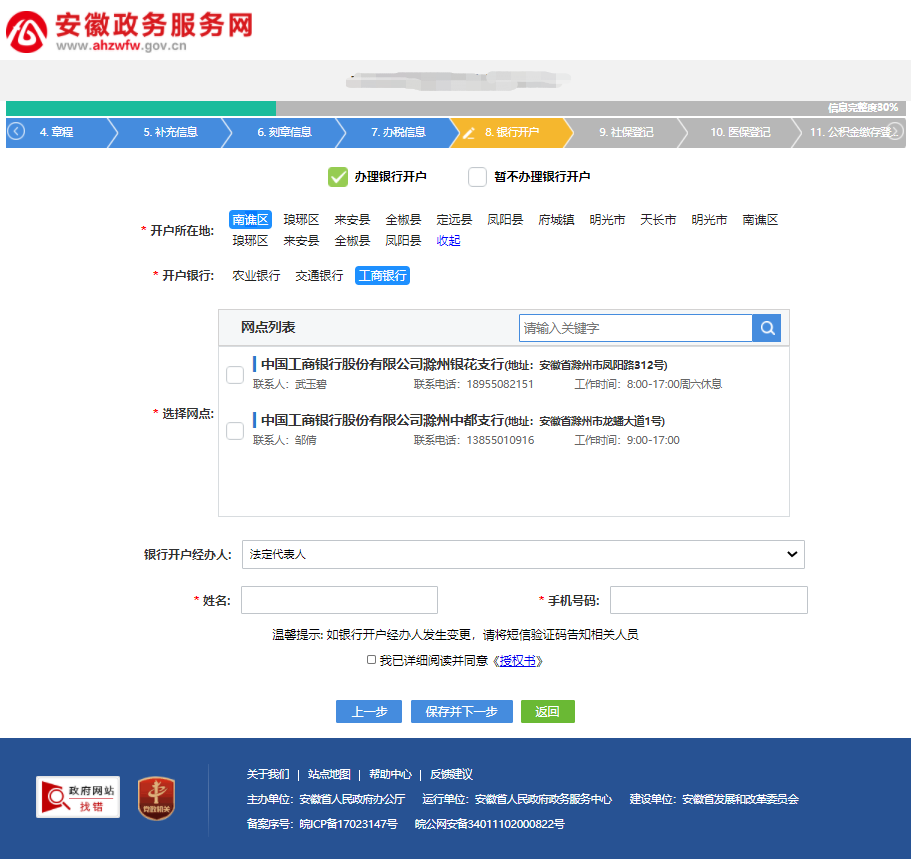 安徽政务服务网
www.ahzwfw.gov.cn
信息完整度30%
4. 章程 5. 补充信息 6. 刻章信息 7. 办税信息 8. 银行开户 9. 社保登记 10. 医保登记 11. 公积金缴存登
办理银行开户 暂不办理银行开户
* 开户所在地: 南谯区 琅琊区 来安县 全椒县 定远县 凤阳县 府城镇 明光市 天长市 明光市 南谯区
琅琊区 来安县 全椒县 凤阳县 收起
* 开户银行: 农业银行 交通银行 工商银行
网点列表 请输入关键字
中国工商银行股份有限公司滁州银花支行(地址：安徽省滁州市凤阳路312号)
联系人：武玉碧 联系电话：18955082151 工作时间：8:00-17:00周六休息
* 选择网点:
中国工商银行股份有限公司滁州中都支行(地址：安徽省滁州市龙蟠大道1号)
联系人：邹倩 联系电话：13855010916 工作时间：9:00-17:00
银行开户经办人: 法定代表人
* 姓名: * 手机号码:
温馨提示: 如银行开户经办人发生变更，请将短信验证码告知相关人员
我已详细阅读并同意《授权书》
上一步 保存并下一步 返回
关于我们 | 站点地图 | 帮助中心 | 反馈建议
政府网站
找错
党政机关
主办单位：安徽省人民政府办公厅 运行单位：安徽省人民政府政务服务中心 建设单位：安徽省发展和改革委员会
备案序号：皖ICP备17023147号 皖公网安备34011102000822号